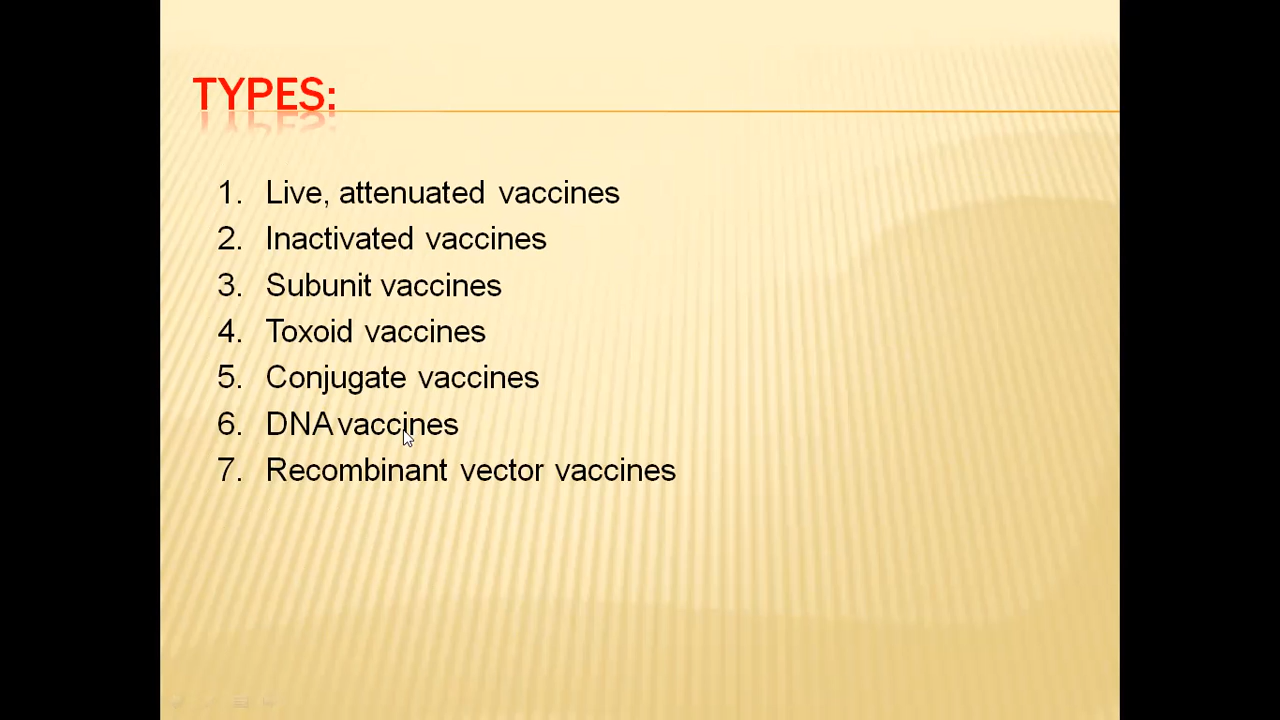 TYPES:
1. Live, attenuated vaccines
2. Inactivated vaccines
3. Subunit vaccines
4. Toxoid vaccines
5. Conjugate vaccines
6. DNA vaccines
7. Recombinant vector vaccines